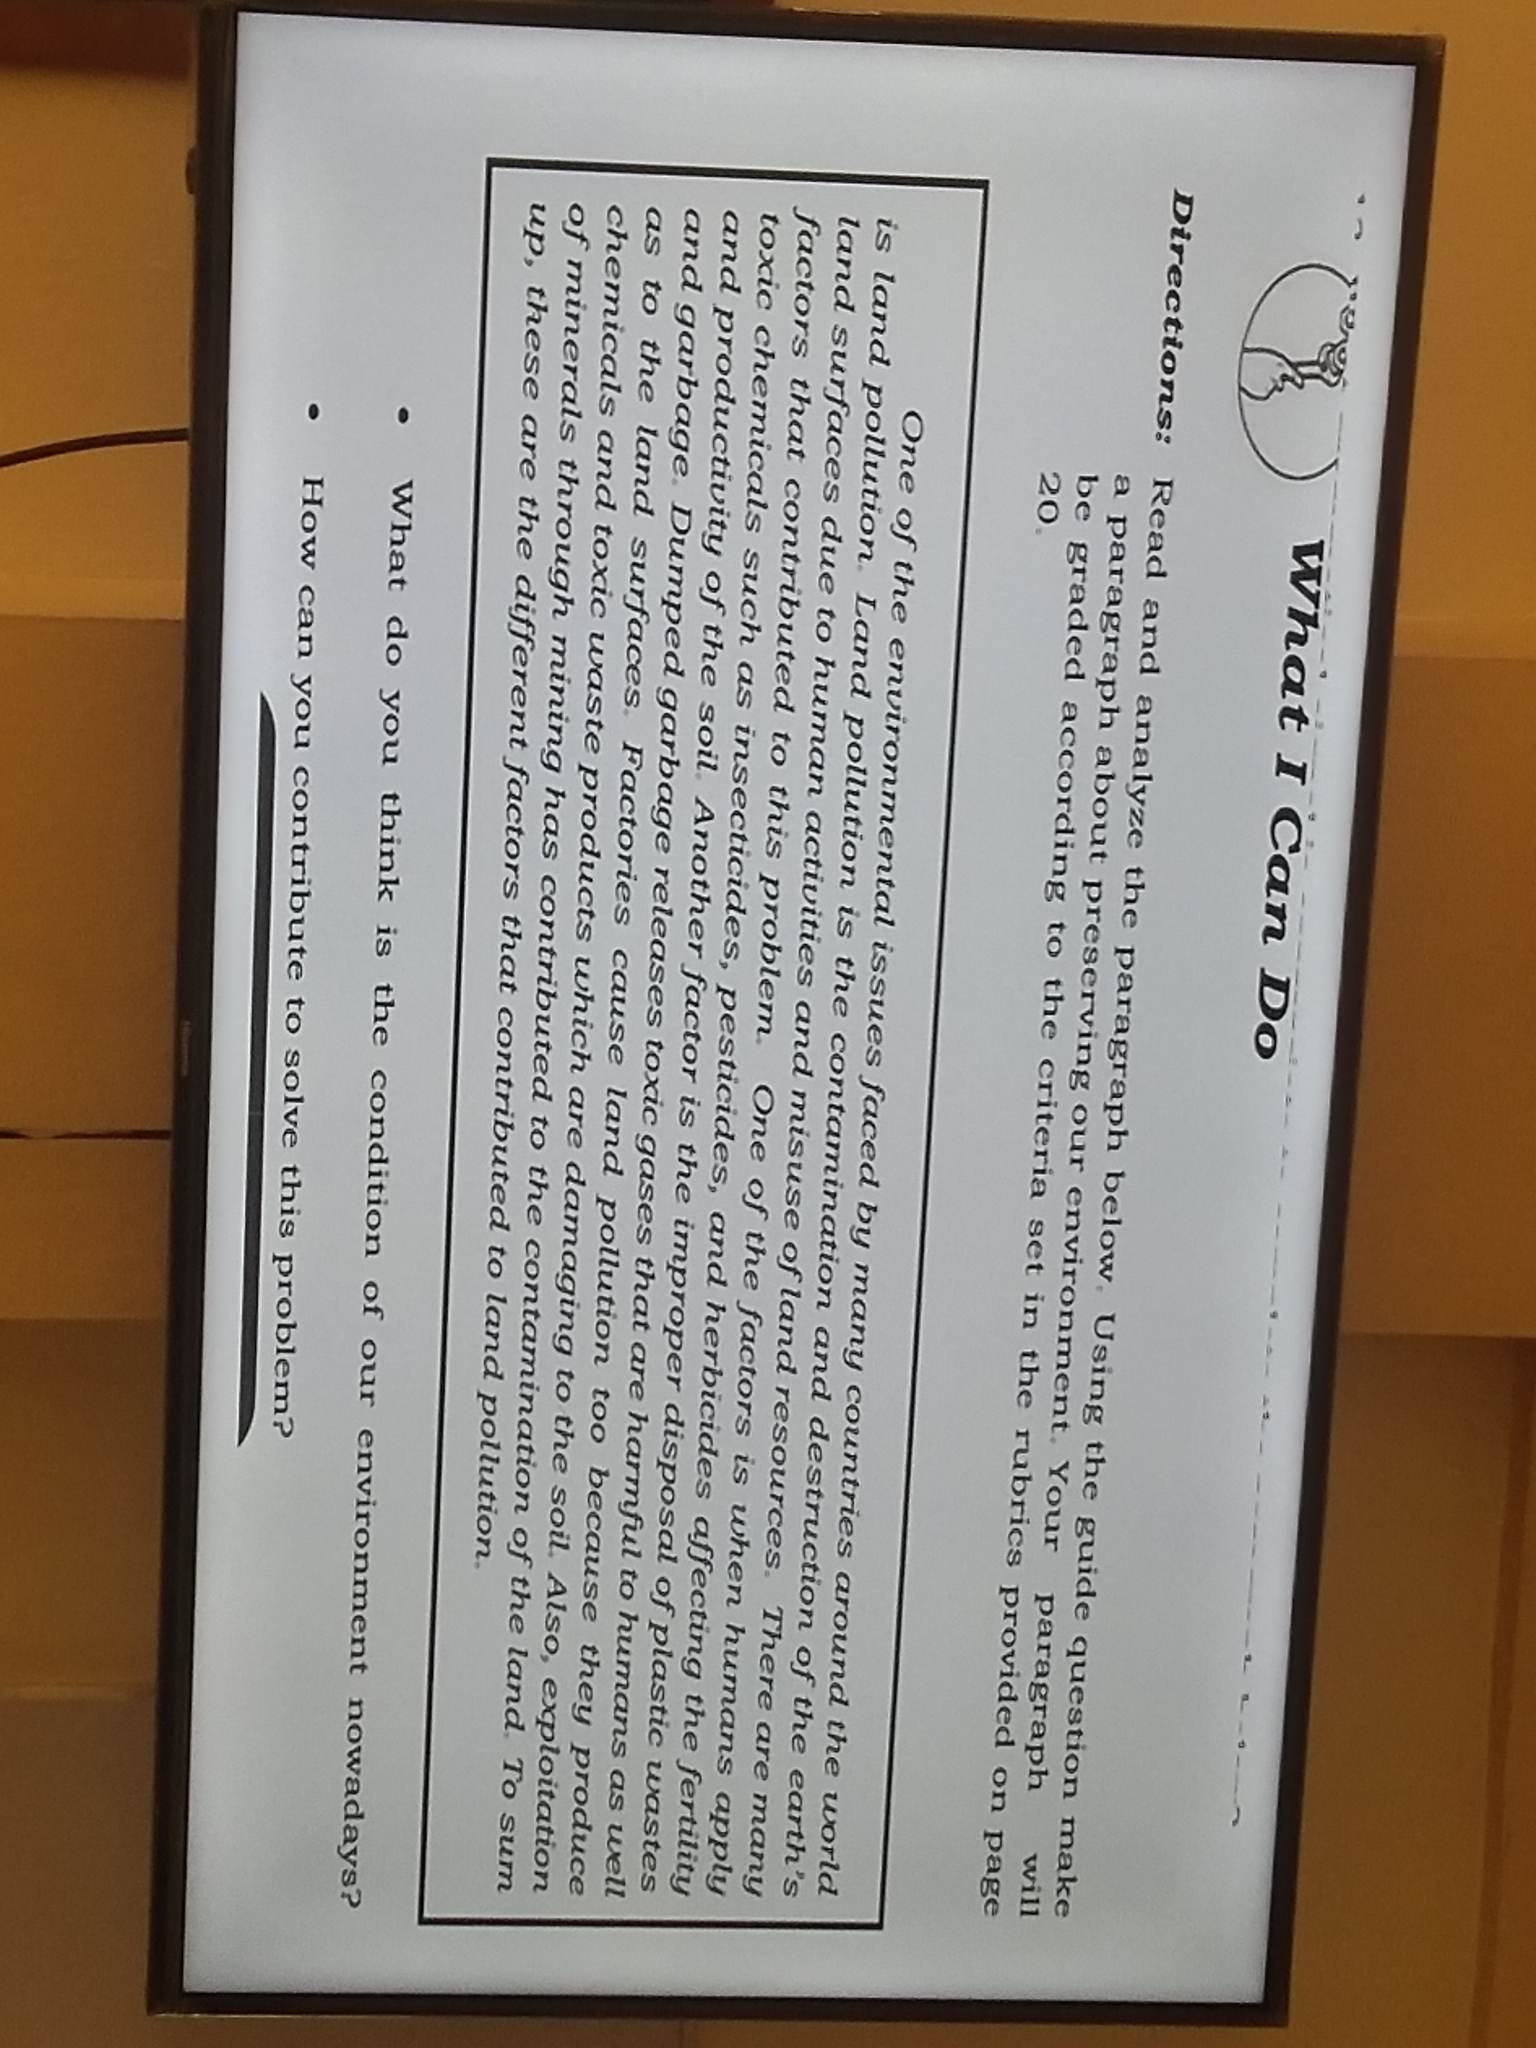 What I Can Do
Directions: Read and analyze the paragraph below. Using the guide question make
a paragraph about preserving our environment. Your paragraph will
be graded according to the criteria set in the rubrics provided on page
20.
One of the environmental issues faced by many countries around the world
is land pollution. Land pollution is the contamination and destruction of the earth's
land surfaces due to human activities and misuse of land resources. There are many
factors that contributed to this problem. One of the factors is when humans apply
toxic chemicals such as insecticides, pesticides, and herbicides affecting the fertility
and productivity of the soil. Another factor is the improper disposal of plastic wastes
and garbage. Dumped garbage releases toxic gases that are harmful to humans as well
as to the land surfaces. Factories cause land pollution too because they produce
chemicals and toxic waste products which are damaging to the soil. Also, exploitation
of minerals through mining has contributed to the contamination of the land. To sum
up, these are the different factors that contributed to land pollution.
• What do you think is the condition of our environment nowadays?
• How can you contribute to solve this problem?
Hisense